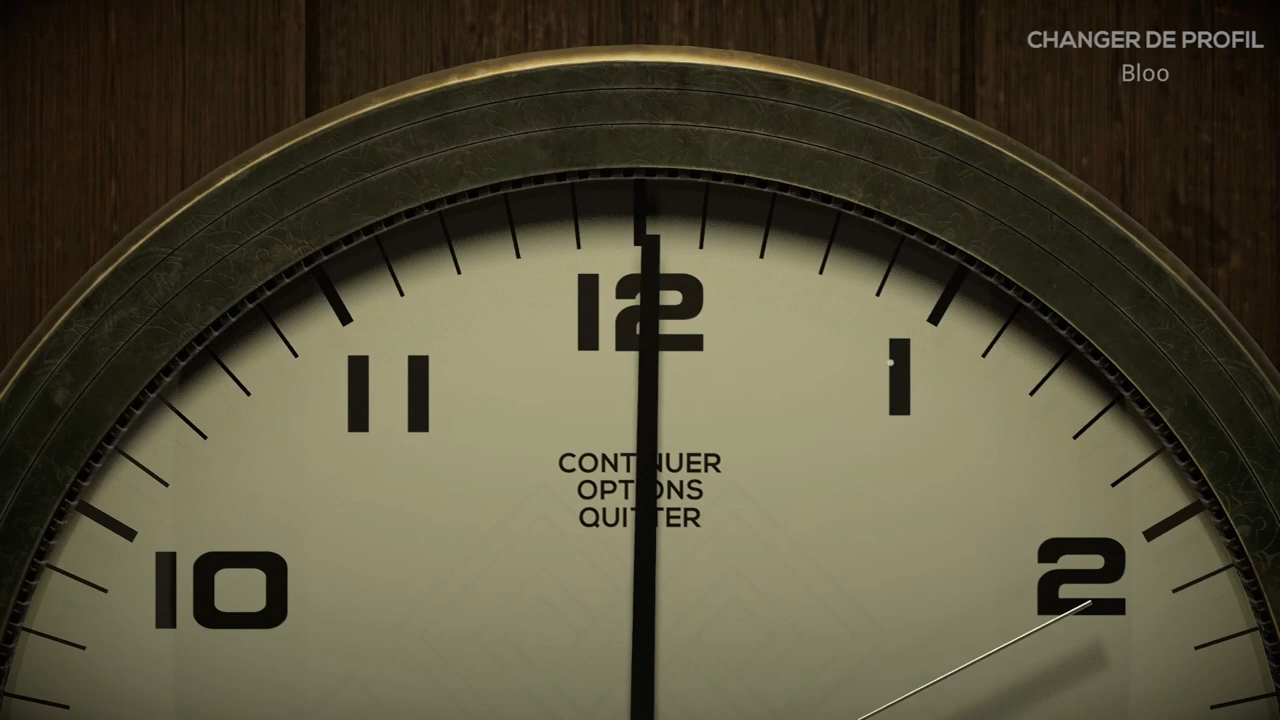 CHANGER DE PROFIL
Bloo
12
11
1
CONTINUER
OPTIONS
QUITTER
10
2